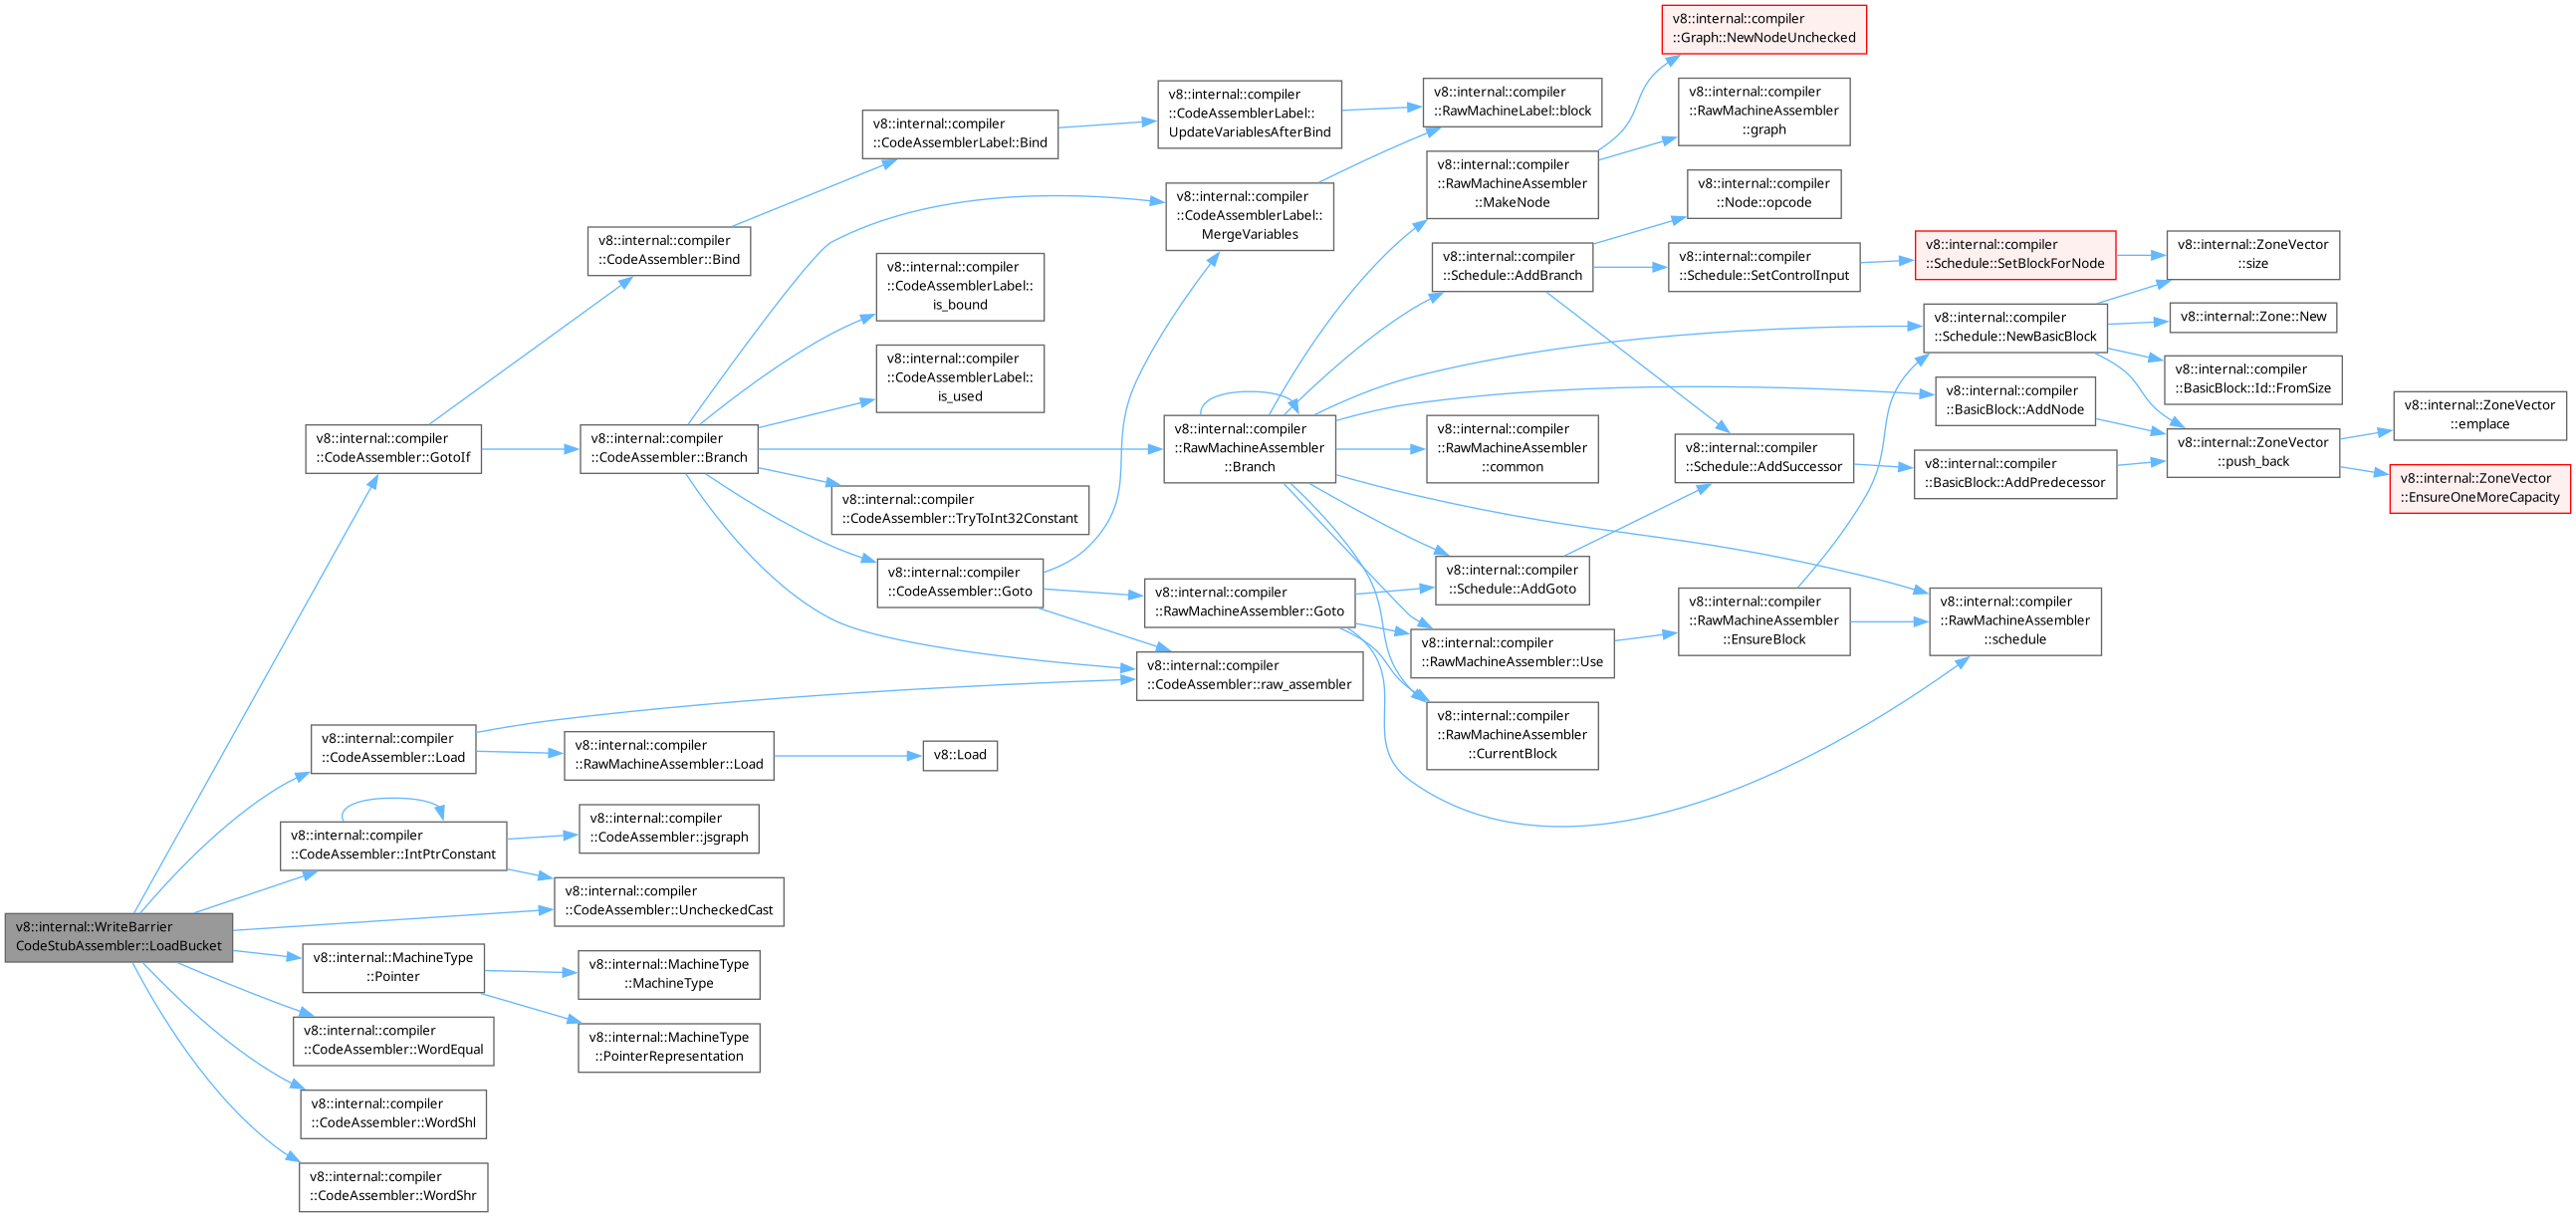 v8::internal::WriteBarrier
CodeStubAssembler::LoadBucket
v8::internal::compiler
::CodeAssembler::GotoIf
v8::internal::compiler
::CodeAssembler::Load
v8::internal::compiler
::CodeAssembler::IntPtrConstant
v8::internal::MachineType
::Pointer
v8::internal::compiler
::CodeAssembler::WordEqual
v8::internal::compiler
::CodeAssembler::WordShl
v8::internal::compiler
::CodeAssembler::WordShr
v8::internal::compiler
::CodeAssembler::Bind
v8::internal::compiler
::CodeAssembler::Branch
v8::internal::compiler
::RawMachineAssembler::Load
v8::internal::compiler
::CodeAssembler::jsgraph
v8::internal::compiler
::CodeAssembler::UncheckedCast
v8::internal::MachineType
::MachineType
v8::internal::MachineType
::PointerRepresentation
v8::internal::compiler
::CodeAssemblerLabel::Bind
v8::internal::compiler
::CodeAssemblerLabel::
is_bound
v8::internal::compiler
::CodeAssemblerLabel::
is_used
v8::internal::compiler
::CodeAssembler::TryToInt32Constant
v8::internal::compiler
::CodeAssembler::Goto
v8::Load
v8::internal::compiler
::CodeAssemblerLabel::
UpdateVariablesAfterBind
v8::internal::compiler
::CodeAssemblerLabel::
MergeVariables
v8::internal::compiler
::RawMachineAssembler
::Branch
v8::internal::compiler
::RawMachineAssembler::Goto
v8::internal::compiler
::CodeAssembler::raw_assembler
v8::internal::compiler
::RawMachineLabel::block
v8::internal::compiler
::RawMachineAssembler
::MakeNode
v8::internal::compiler
::Schedule::AddBranch
v8::internal::compiler
::RawMachineAssembler
::common
v8::internal::compiler
::Schedule::AddGoto
v8::internal::compiler
::RawMachineAssembler::Use
v8::internal::compiler
::RawMachineAssembler
::CurrentBlock
v8::internal::compiler
::Graph::NewNodeUnchecked
v8::internal::compiler
::RawMachineAssembler
::graph
v8::internal::compiler
::Node::opcode
v8::internal::compiler
::Schedule::SetControlInput
v8::internal::compiler
::Schedule::AddSuccessor
v8::internal::compiler
::RawMachineAssembler
::EnsureBlock
v8::internal::compiler
::Schedule::SetBlockForNode
v8::internal::compiler
::Schedule::NewBasicBlock
v8::internal::compiler
::BasicBlock::AddNode
v8::internal::compiler
::BasicBlock::AddPredecessor
v8::internal::compiler
::RawMachineAssembler
::schedule
v8::internal::ZoneVector
::size
v8::internal::Zone::New
v8::internal::compiler
::BasicBlock::Id::FromSize
v8::internal::ZoneVector
::push_back
v8::internal::ZoneVector
::emplace
v8::internal::ZoneVector
::EnsureOneMoreCapacity